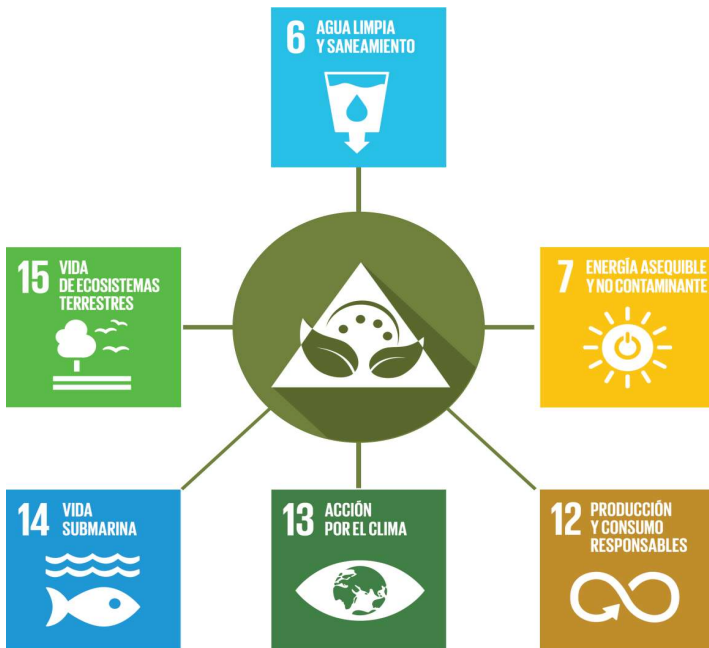 6 AGUA LIMPIA
Y SANEAMIENTO
15 VIDA
DE ECOSISTEMAS
TERRESTRES
7 ENERGÍA ASEQUIBLE
Y NO CONTAMINANTE
14 VIDA
SUBMARINA
13 ACCIÓN
POR EL CLIMA
12 PRODUCCIÓN
Y CONSUMO
RESPONSABLES